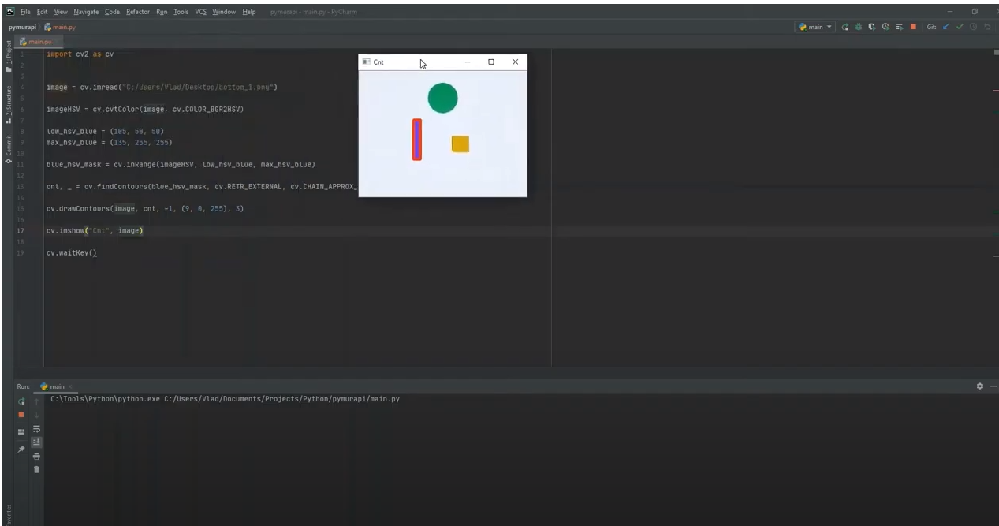 File Edit View Navigate Code Refactor Run Tools VCS Window Help pymurapi - main.py - PyCharm
pymurapi main.py
main Git:
main.py
1: Project
1 import cv2 as cv
2
3
4 image = cv.imread("C:/Users/Vlad/Desktop/botton_1.png")
5
6 imageHSV = cv.cvtColor(image, cv.COLOR_BGR2HSV)
7
8 low_hsv_blue = (105, 50, 50)
9 max_hsv_blue = (135, 255, 255)
10
11 blue_hsv_mask = cv.inRange(imageHSV, low_hsv_blue, max_hsv_blue)
12
13 cnt, _ = cv.findContours(blue_hsv_mask, cv.RETR_EXTERNAL, cv.CHAIN_APPROX_
14
15 cv.drawContours(image, cnt, -1, (9, 0, 255), 3)
16
17 cv.imshow("Cnt", image)
18
19 cv.waitKey()
Z: Structure
Commit
Cnt
Run: main
C:\Tools\Python\python.exe C:/Users/Vlad/Documents/Projects/Python/pymurapi/main.py